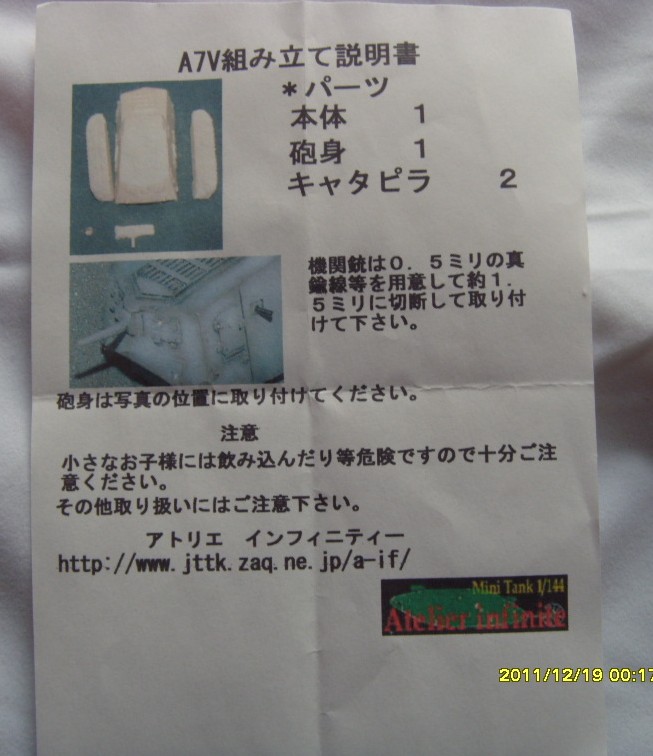 A7V組み立て説明書
＊パーツ
本体　　1
砲身　　1
キャタピラ　　2
機関銃は０．５ミリの真
鍮線等を用意して約１．
５ミリに切断して取り付
けて下さい。
砲身は写真の位置に取り付けてください。
注意
小さなお子様には飲み込んだり等危険ですので十分ご注
意ください。
その他取り扱いにはご注意下さい。
アトリエ　インフィニティー
http://www.jttk.zaq.ne.jp/a-if/
Mini Tank 1/144
Atelier infinite
2011/12/19 00:17